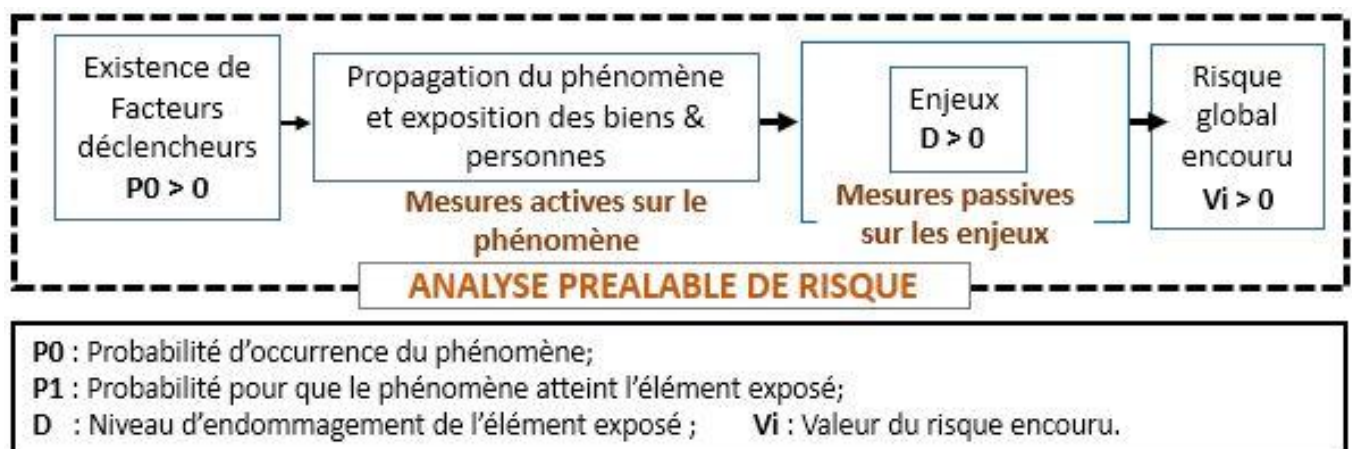 Existence de
Facteurs
déclencheurs
P0 > 0
Propagation du phénomène
et exposition des biens &
personnes
Mesures actives sur le
phénomène
Enjeux
D > 0
Mesures passives
sur les enjeux
Risque
global
encouru
Vi > 0
ANALYSE PREALABLE DE RISQUE
P0 : Probabilité d'occurrence du phénomène;
P1 : Probabilité pour que le phénomène atteint l'élément exposé;
D : Niveau d'endommagement de l'élément exposé ; Vi : Valeur du risque encouru.